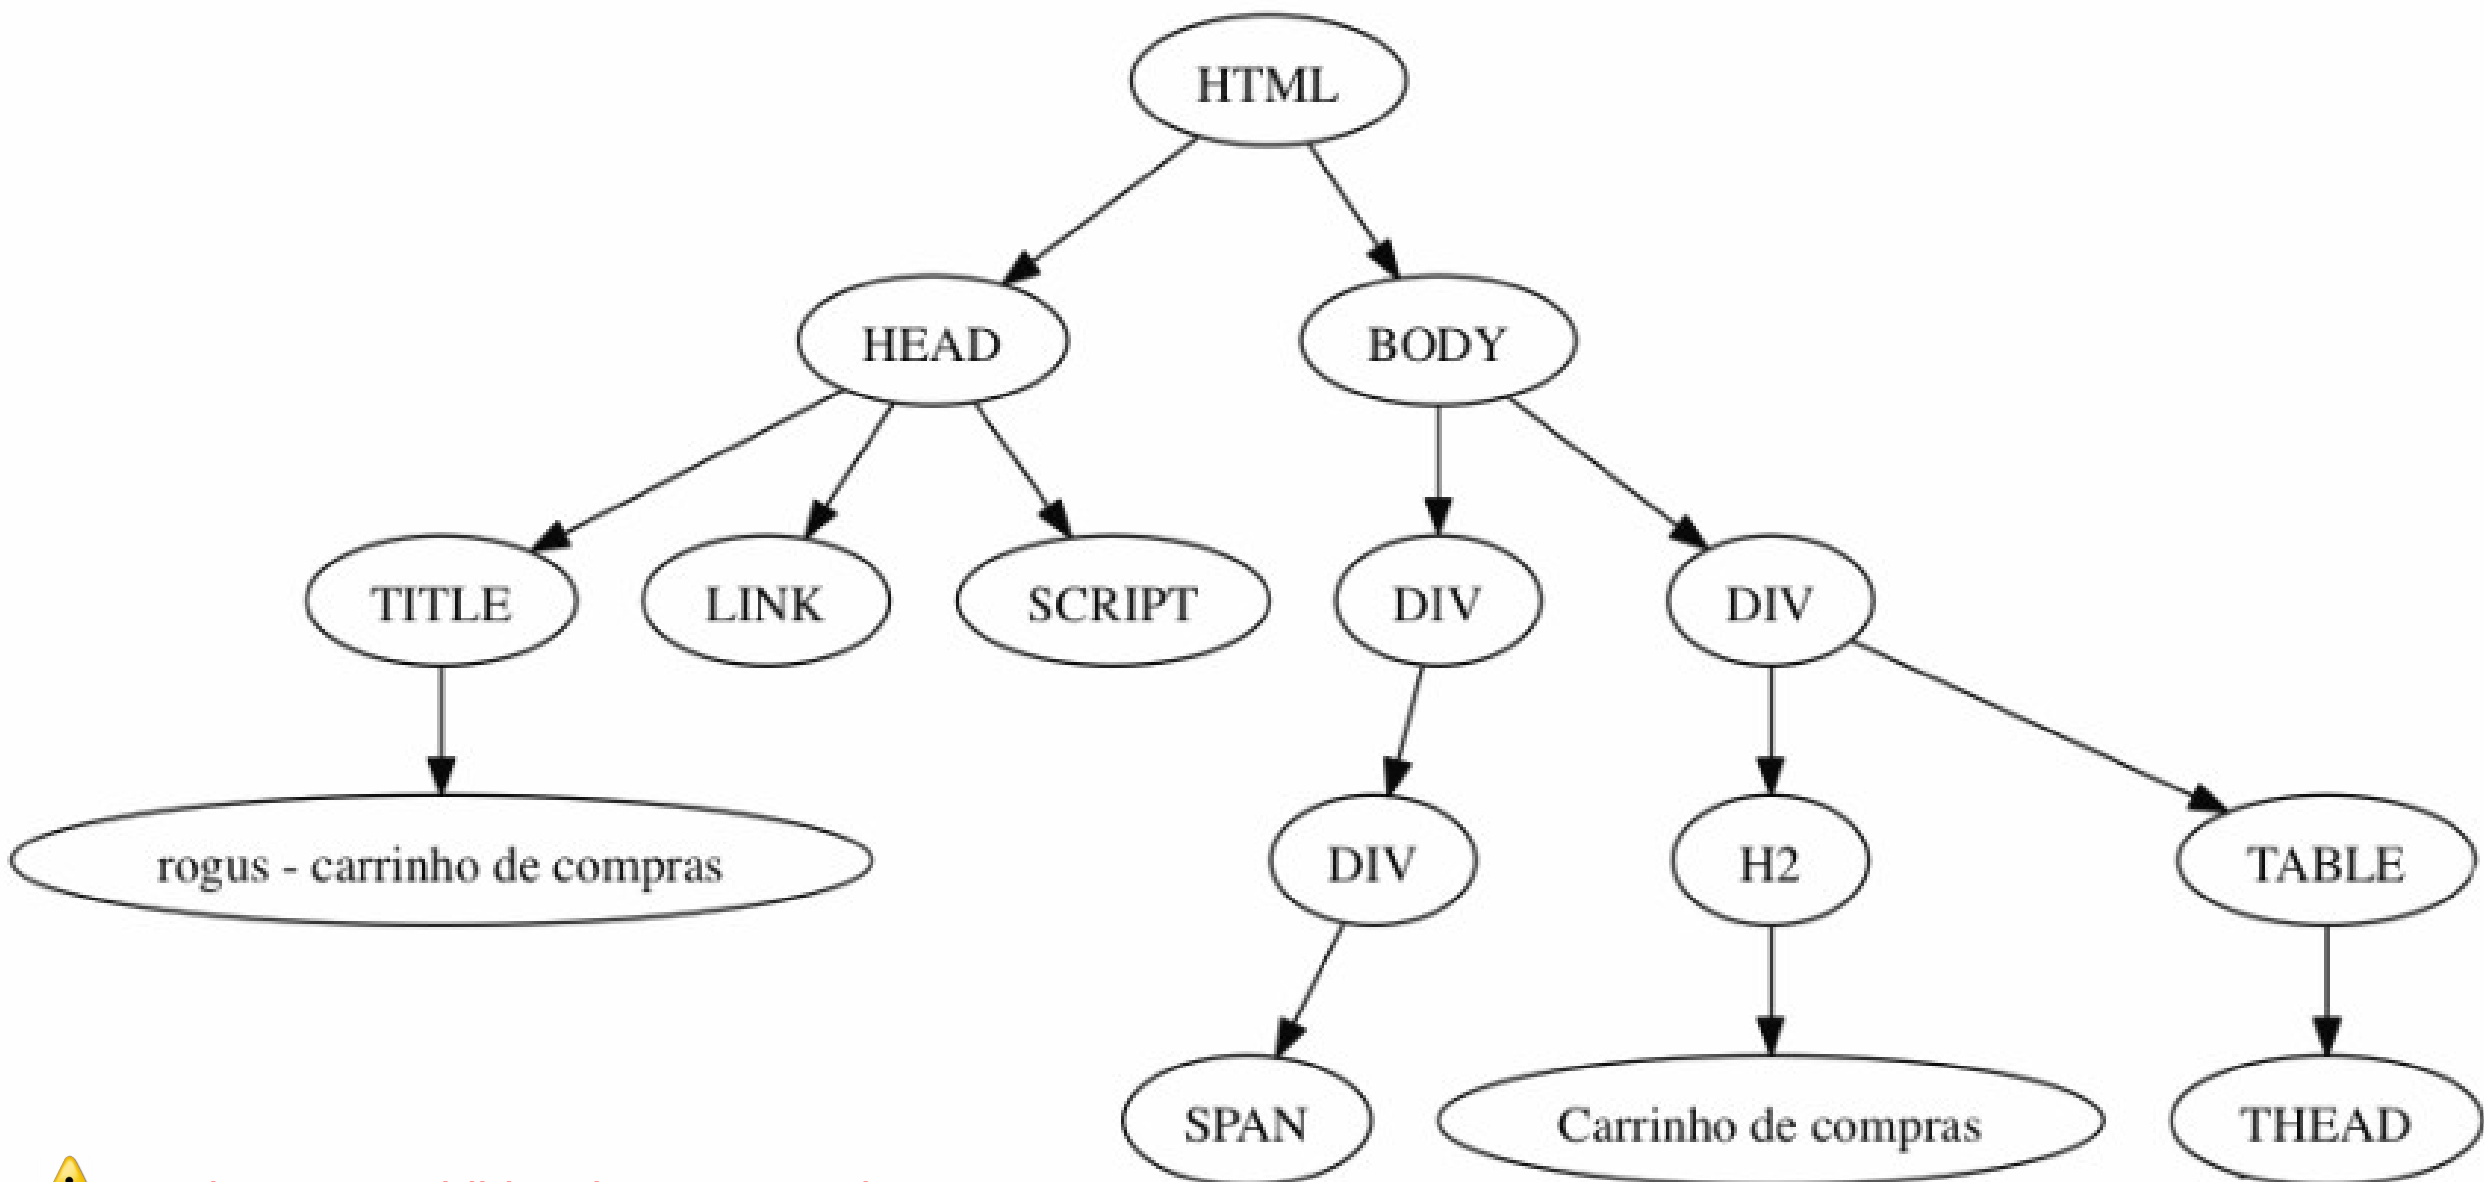 HTML
HEAD
BODY
TITLE
LINK
SCRIPT
DIV
DIV
rogus - carrinho de compras
DIV
H2
TABLE
SPAN
Carrinho de compras
THEAD